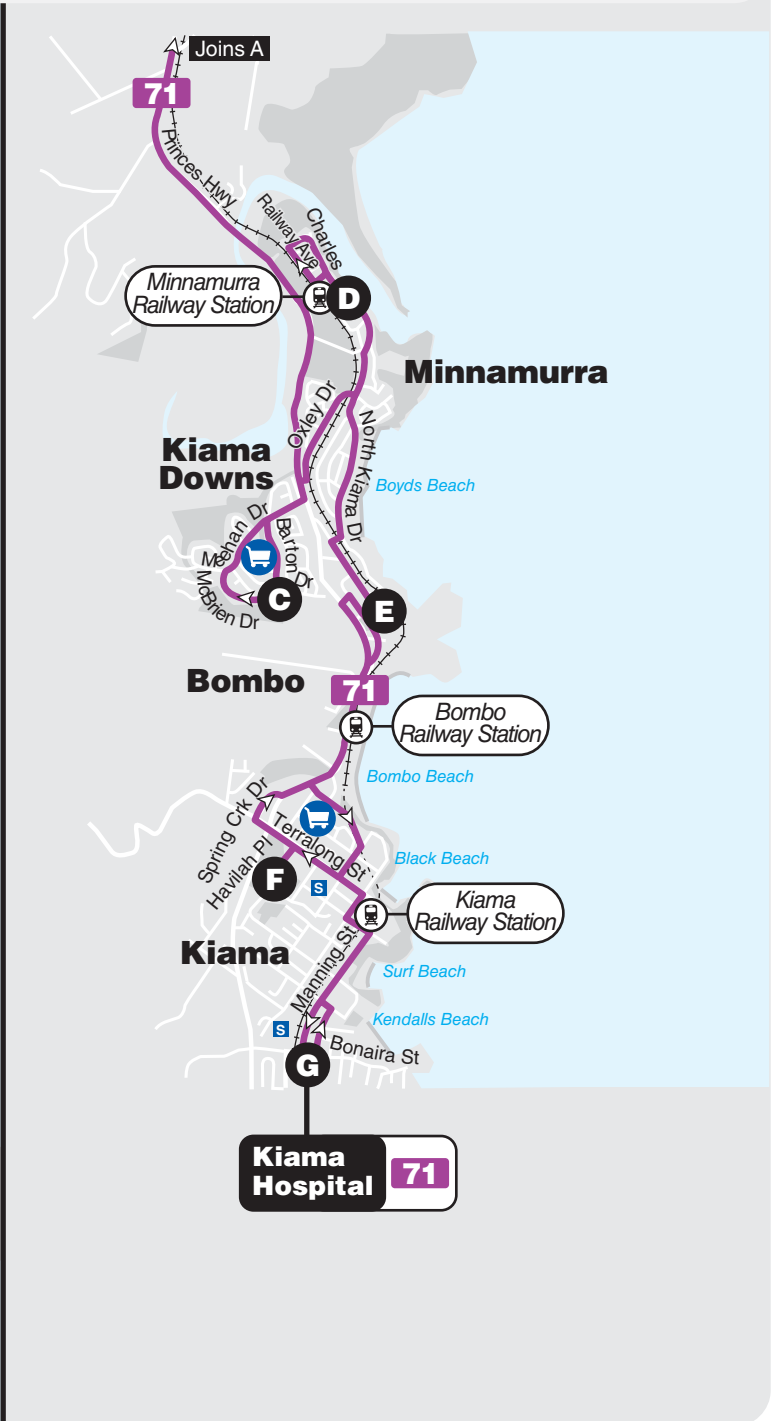 Joins A
71
Princes Hwy
Railway Ave
Charles
Minnamurra
Railway Station
D
Minnamurra
Oxley Dr
North Kiama Dr
Kiama
Downs
Boyds Beach
Meehan Dr
Barton Dr
McBrien Dr
C
E
Bombo
71
Bombo
Railway Station
Bombo Beach
Spring Crk Dr
Terralong St
Havilah Pl
Black Beach
F
S
Kiama
Railway Station
Kiama
Manning St
Surf Beach
Kendalls Beach
S
Bonaira St
G
Kiama
Hospital
71